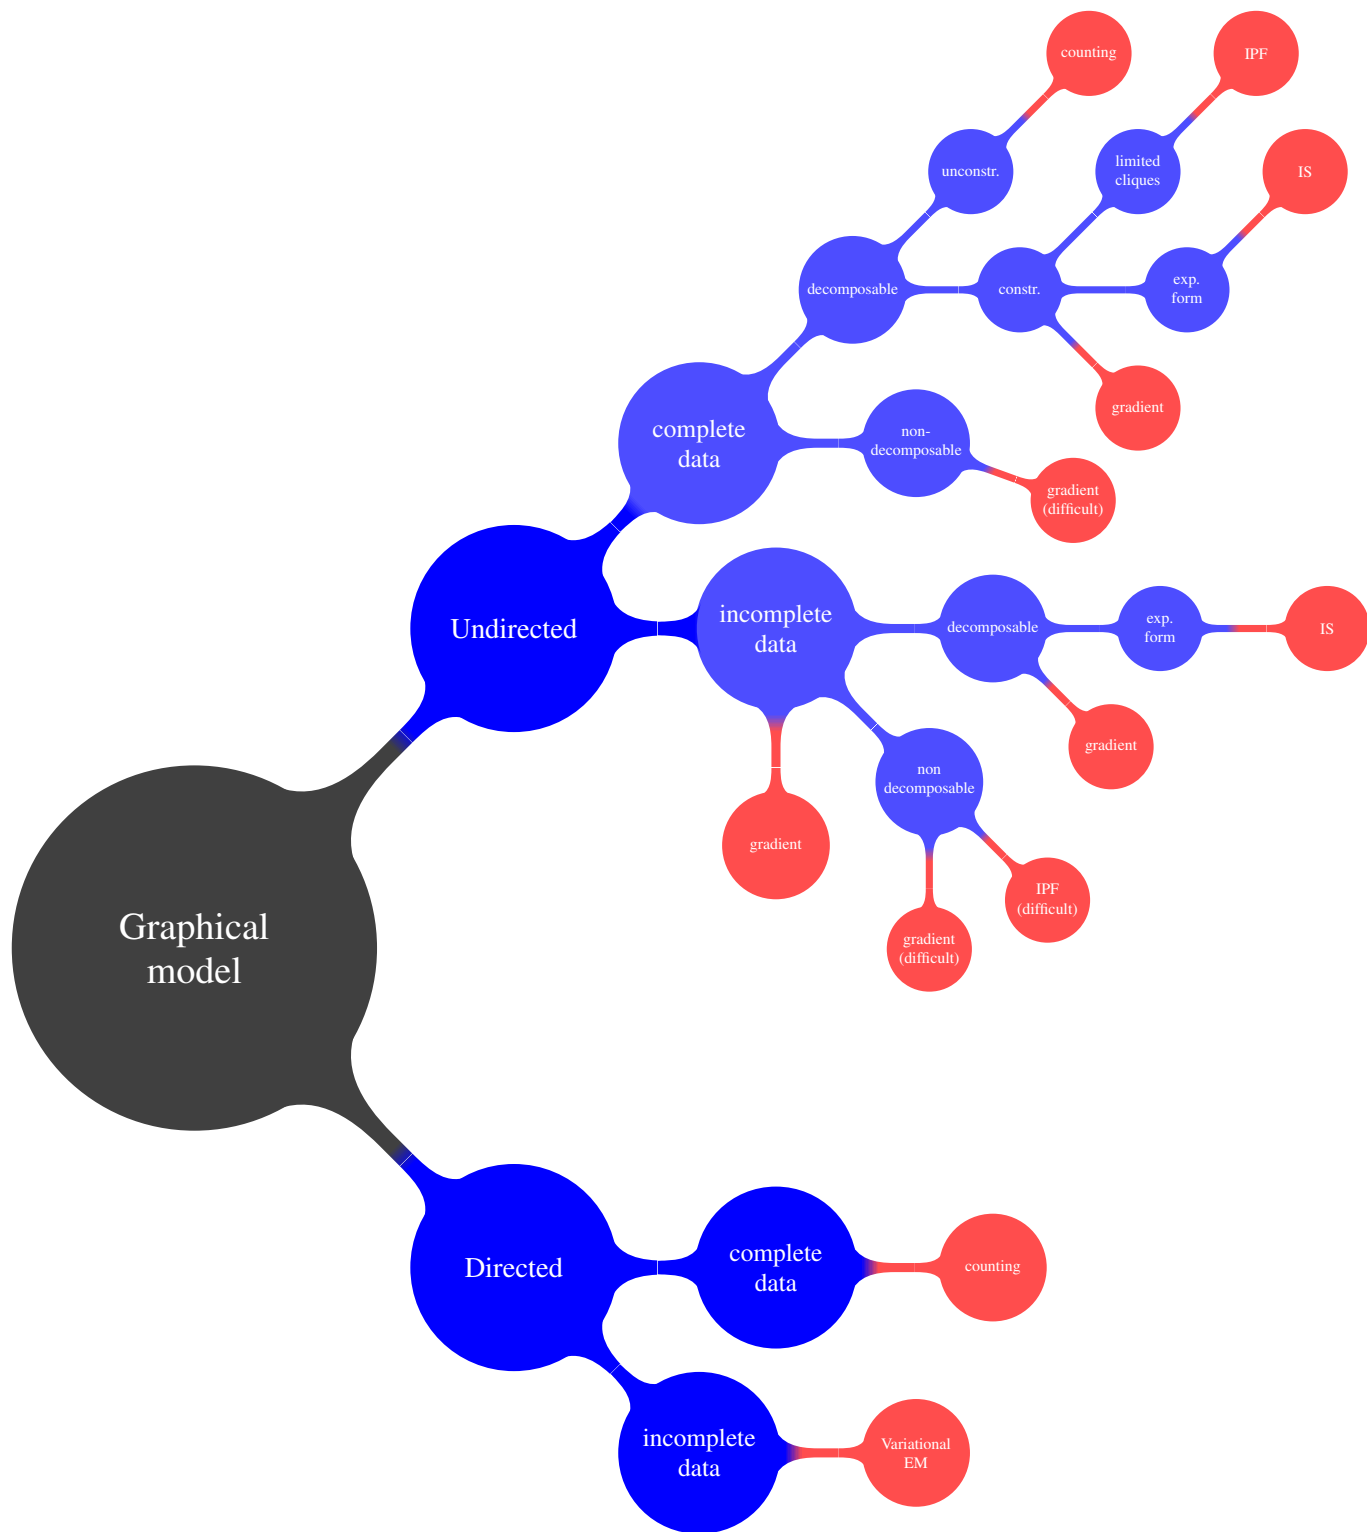 counting
IPF
unconstr.
limited
cliques
IS
decomposable
constr.
exp.
form
gradient
complete
data
non-
decomposable
gradient
(difficult)
Undirected
incomplete
data
decomposable
exp.
form
IS
gradient
non
decomposable
gradient
IPF
(difficult)
gradient
(difficult)
Graphical
model
Directed
complete
data
counting
incomplete
data
Variational
EM